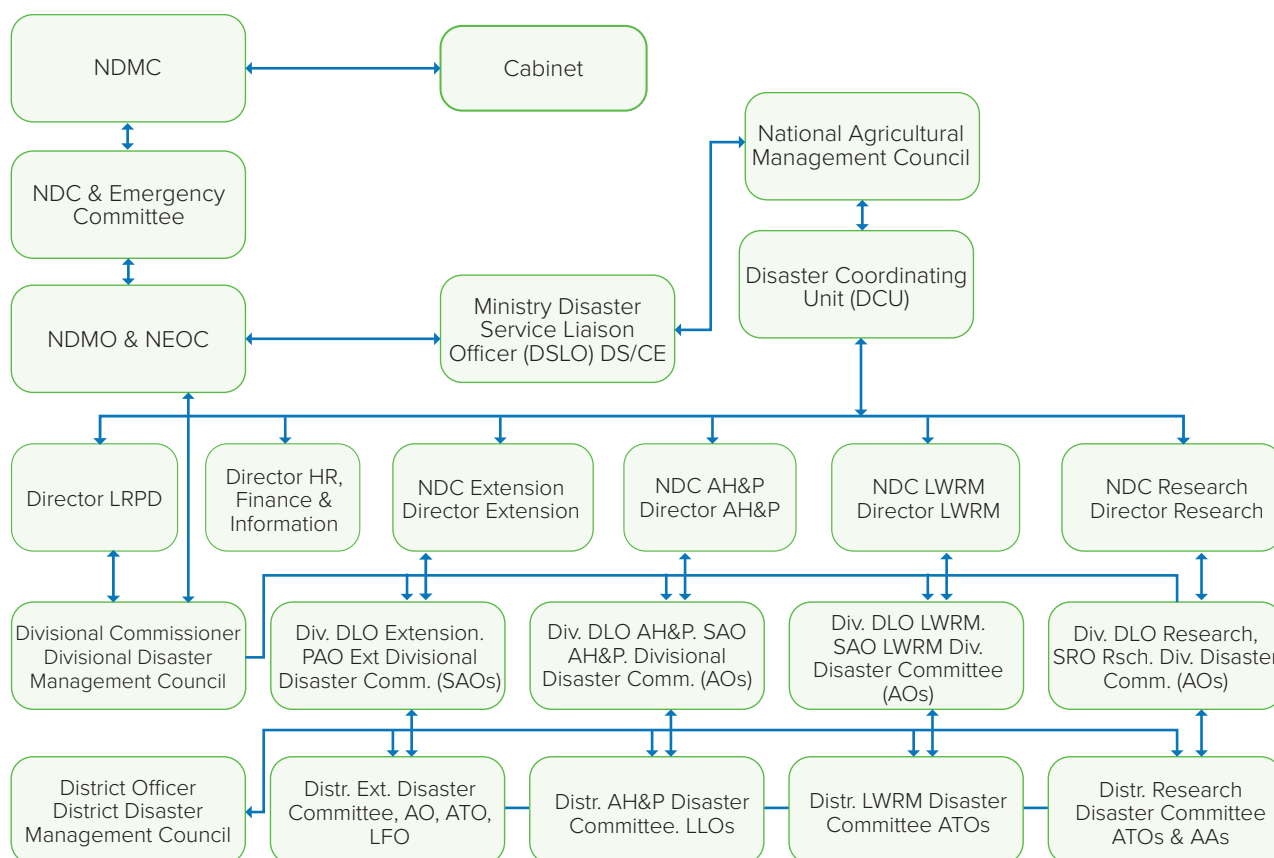 NDMC
Cabinet
National Agricultural
Management Council
NDC & Emergency
Committee
Disaster Coordinating
Unit (DCU)
NDMO & NEOC
Ministry Disaster
Service Liaison
Officer (DSLO) DS/CE
Director LRPD
Director HR,
Finance &
Information
NDC Extension
Director Extension
NDC AH&P
Director AH&P
NDC LWRM
Director LWRM
NDC Research
Director Research
Divisional Commissioner
Divisional Disaster
Management Council
Div. DLO Extension.
PAO Ext Divisional
Disaster Comm. (SAOs)
Div. DLO AH&P. SAO
AH&P. Divisional
Disaster Comm. (AOs)
Div. DLO LWRM.
SAO LWRM Div.
Disaster Committee
(AOs)
Div. DLO Research,
SRO Rsch. Div. Disaster
Comm. (AOs)
District Officer
District Disaster
Management Council
Distr. Ext. Disaster
Committee, AO, ATO,
LFO
Distr. AH&P Disaster
Committee. LLOs
Distr. LWRM Disaster
Committee ATOs
Distr. Research
Disaster Committee
ATOs & AAs